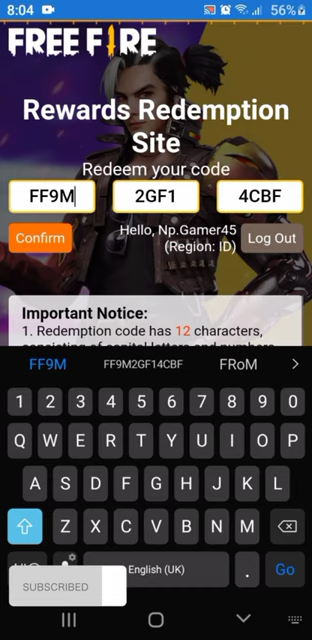 8:04 56%
FREE FIRE
Rewards Redemption
Site
Redeem your code
FF9M - 2GF1 - 4CBF
Confirm
Hello, Np.Gamer45
(Region: ID)
Log Out
Important Notice:
1. Redemption code has 12 characters,
FF9M FF9M2GF14CBF FRoM
1 2 3 4 5 6 7 8 9 0
Q W E R T Y U I O P
A S D F G H J K L
Z X C V B N M
English (UK) . Go
SUBSCRIBED